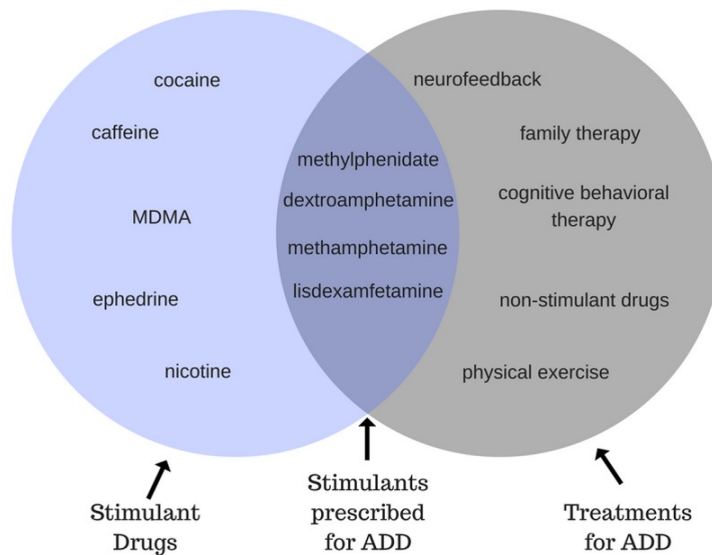 cocaine
neurofeedback
caffeine
family therapy
methylphenidate
dextroamphetamine
cognitive behavioral
therapy
MDMA
methamphetamine
lisdexamfetamine
ephedrine
non-stimulant drugs
nicotine
physical exercise
Stimulant
Drugs
Stimulants
prescribed
for ADD
Treatments
for ADD